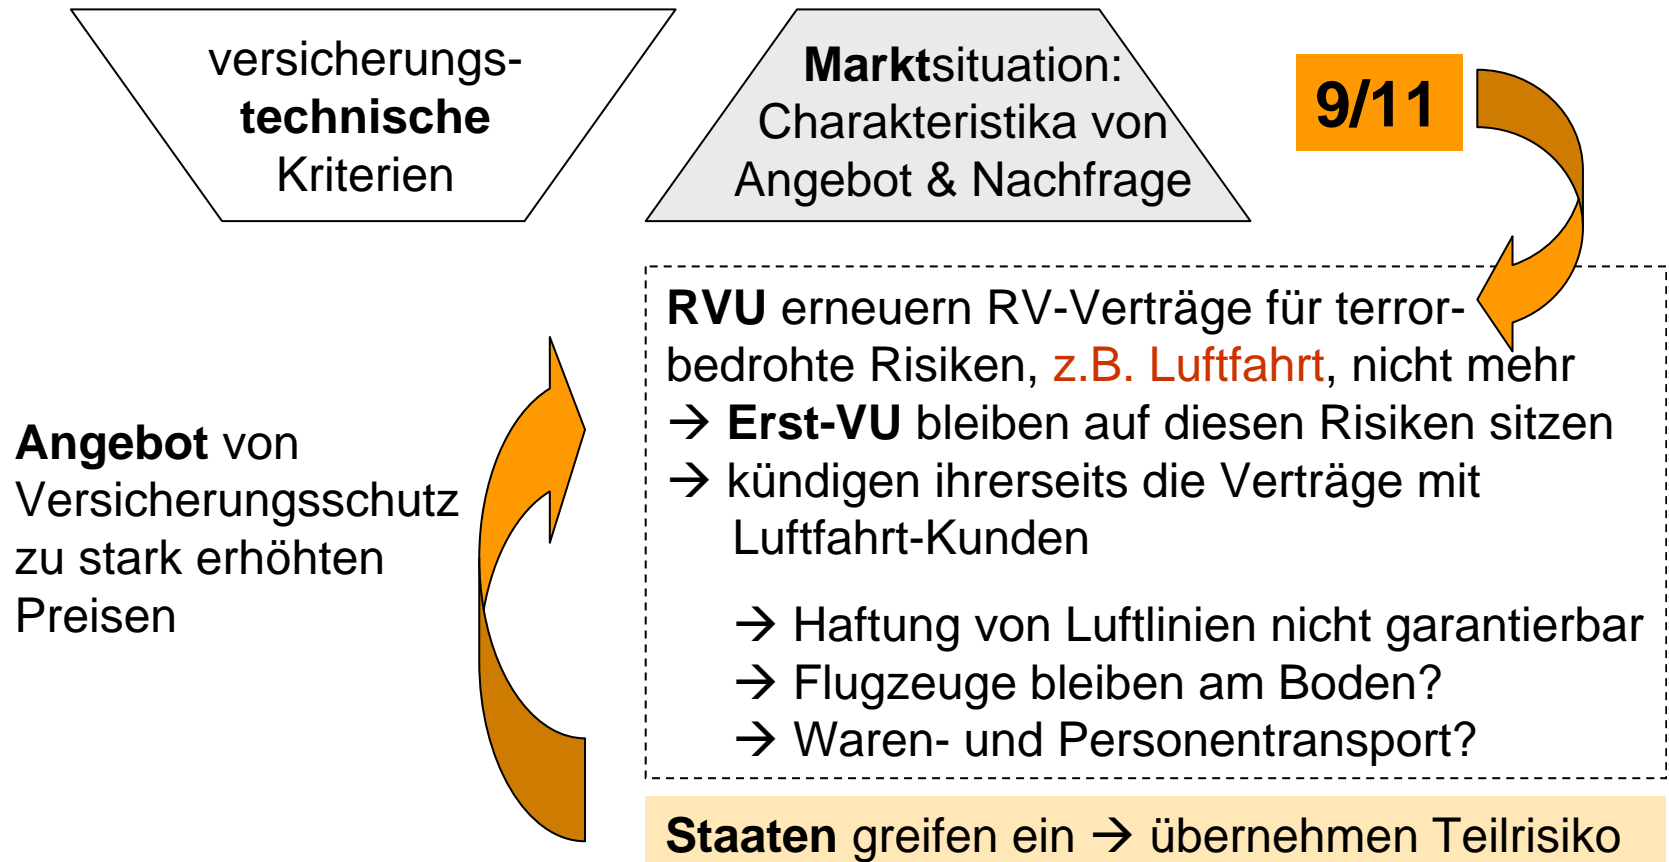 versicherungs-
technische
Kriterien
Marktsituation:
Charakteristika von
Angebot & Nachfrage
9/11
RVU erneuern RV-Verträge für terror-
bedrohte Risiken, z.B. Luftfahrt, nicht mehr
→ Erst-VU bleiben auf diesen Risiken sitzen
→ kündigen ihrerseits die Verträge mit
Luftfahrt-Kunden
→ Haftung von Luftlinien nicht garantierbar
→ Flugzeuge bleiben am Boden?
→ Waren- und Personentransport?
Staaten greifen ein → übernehmen Teilrisiko
Angebot von
Versicherungsschutz
zu stark erhöhten
Preisen